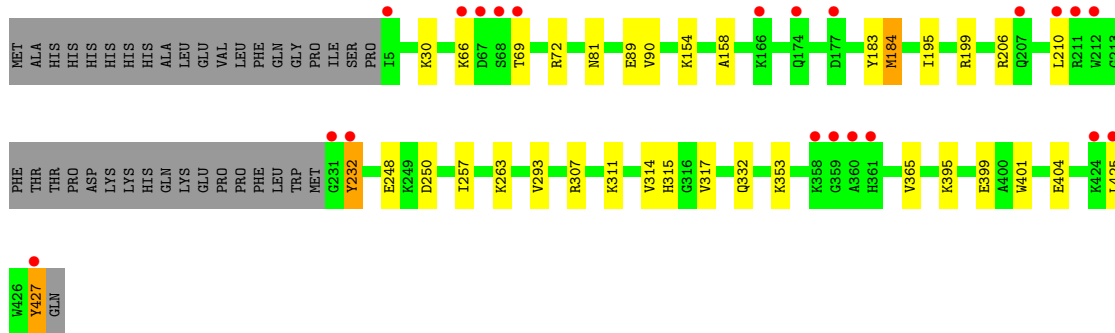 MET ALA HIS HIS HIS HIS HIS HIS ALA LEU GLU VAL LEU PHE GLN GLY PRO ILE SER PRO I5 K30 K66 D67 S68 T69 R72 N81 E89 V90 K154 A158 K166 Q174 D177 Y183 M184 I195 R199 R206 Q207 L210 R211 W212 C213
PHE THR THR PRO ASP LYS LYS HIS GLN LYS GLU PRO PRO PHE LEU TRP MET G231 Y232 E248 K249 D250 I257 K263 V293 R307 K311 V314 H315 G316 V317 Q332 K353 K358 G359 A360 H361 V365 K395 E399 A400 W401 E404 K424 L425
W426 Y427 GLN